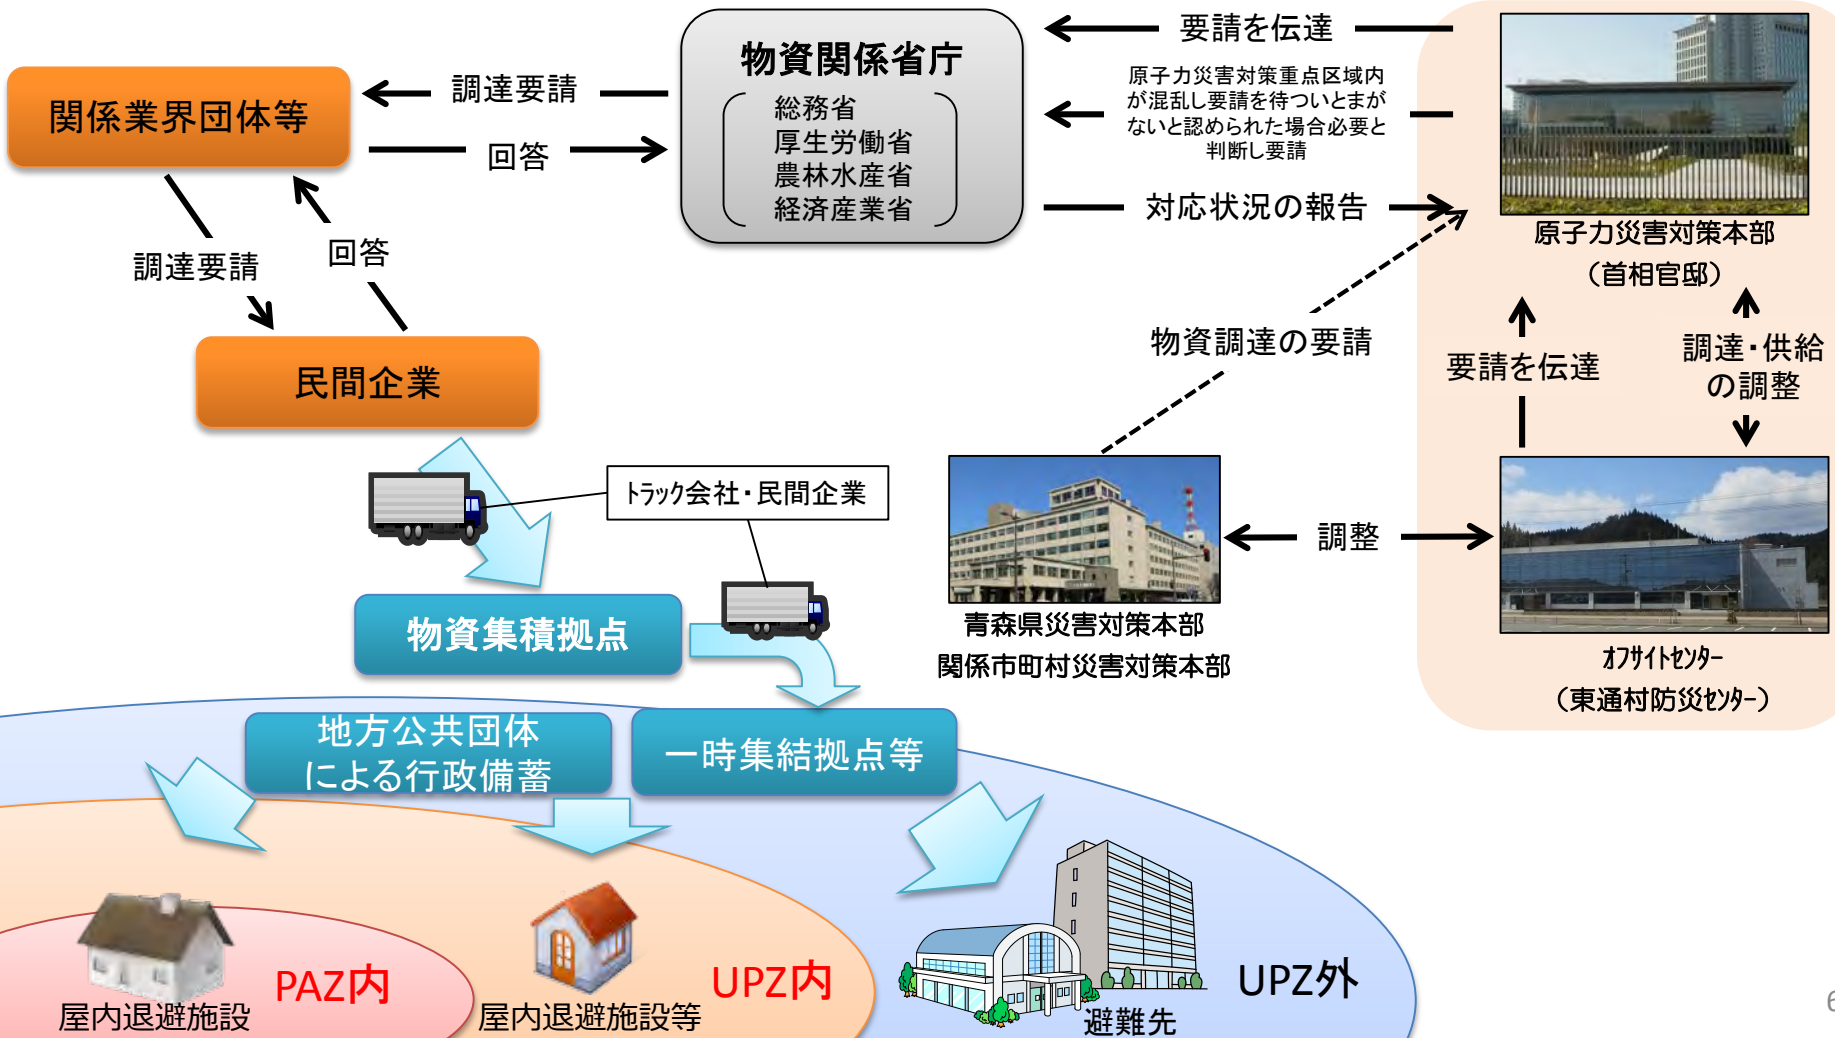 要請を伝達
物資関係省庁
総務省
厚生労働省
農林水産省
経済産業省
調達要請
原子力災害対策重点区域内
が混乱し要請を待ついとまが
ないと認められた場合必要と
判断し要請
関係業界団体等
回答
対応状況の報告
原子力災害対策本部
（首相官邸）
調達要請
回答
物資調達の要請
要請を伝達
調達・供給
の調整
民間企業
トラック会社・民間企業
調整
物資集積拠点
青森県災害対策本部
関係市町村災害対策本部
オフサイトセンター
（東通村防災センター）
地方公共団体
による行政備蓄
一時集結拠点等
PAZ内
UPZ内
UPZ外
屋内退避施設
屋内退避施設等
避難先
6